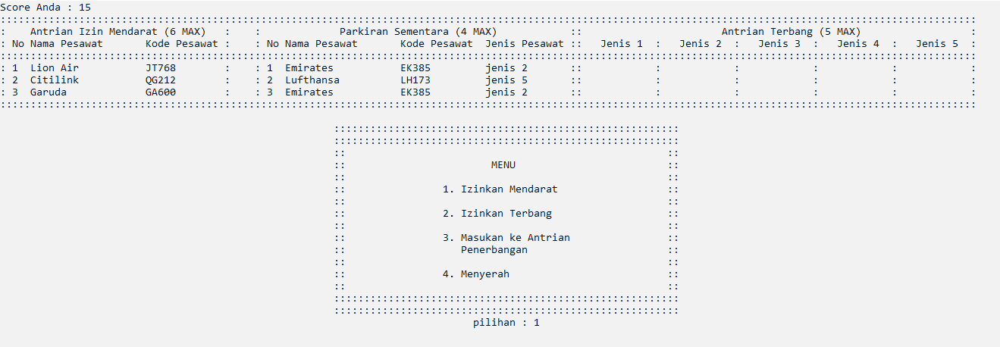 Score Anda : 15
:::::::::::::::::::::::::::::::::::::::::::::::::::::::::::::::::::::::::::::::::::::::::::::::::::::::::::::::::::::::::::::::::::::::::::::::::::::::::::::::::
:    Antrian Izin Mendarat (6 MAX)   :    :             Parkiran Sementara (4 MAX)            ::                       Antrian Terbang (5 MAX)                  :
: No Nama Pesawat       Kode Pesawat :    : No Nama Pesawat       Kode Pesawat  Jenis Pesawat ::   Jenis 1  :   Jenis 2  :   Jenis 3  :   Jenis 4  :   Jenis 5  :
:::::::::::::::::::::::::::::::::::::::::::::::::::::::::::::::::::::::::::::::::::::::::::::::::::::::::::::::::::::::::::::::::::::::::::::::::::::::::::::::::
: 1  Lion Air           JT768        :    : 1  Emirates           EK385         jenis 2       ::            :            :            :            :            :
: 2  Citilink           QG212        :    : 2  Lufthansa          LH173         jenis 5       ::            :            :            :            :            :
: 3  Garuda             GA600        :    : 3  Emirates           EK385         jenis 2       ::            :            :            :            :            :
:::::::::::::::::::::::::::::::::::::::::::::::::::::::::::::::::::::::::::::::::::::::::::::::::::::::::::::::::::::::::::::::::::::::::::::::::::::::::::::::::
:::::::::::::::::::::::::::::::::::::::::::::::::::::::::
:::::::::::::::::::::::::::::::::::::::::::::::::::::::::
::                                                     ::
::                        MENU                         ::
::                                                     ::
::                1. Izinkan Mendarat                  ::
::                                                     ::
::                2. Izinkan Terbang                   ::
::                                                     ::
::                3. Masukan ke Antrian                ::
::                   Penerbangan                       ::
::                                                     ::
::                4. Menyerah                          ::
::                                                     ::
:::::::::::::::::::::::::::::::::::::::::::::::::::::::::
:::::::::::::::::::::::::::::::::::::::::::::::::::::::::
pilihan : 1